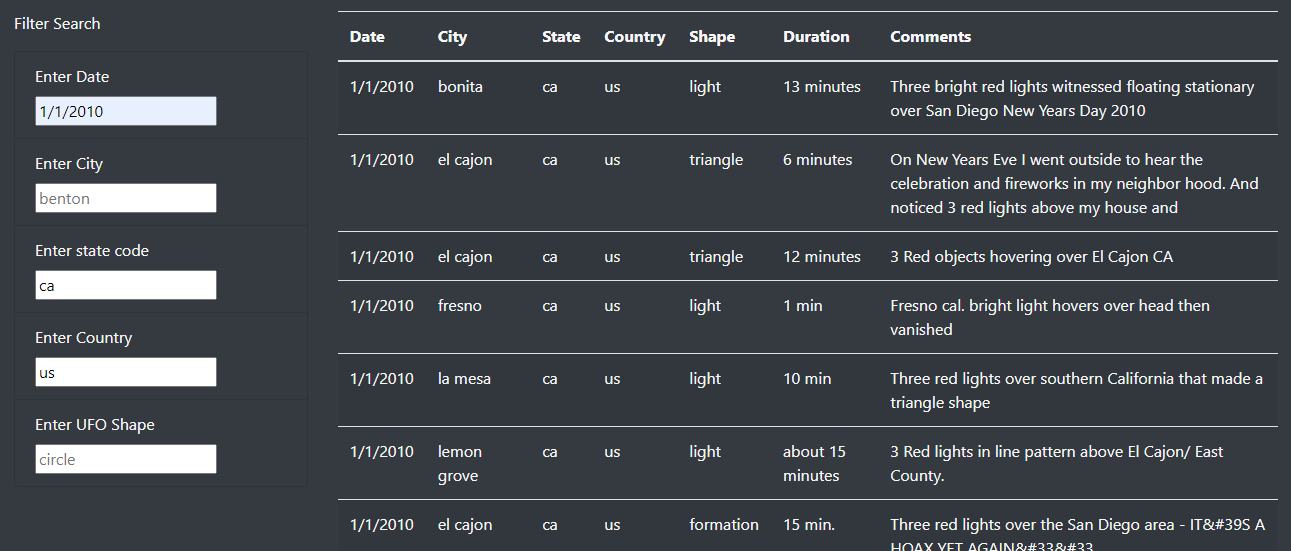 Filter Search
Enter Date
1/1/2010
Enter City
benton
Enter state code
ca
Enter Country
us
Enter UFO Shape
circle
Date City State Country Shape Duration Comments
1/1/2010 bonita ca us light 13 minutes Three bright red lights witnessed floating stationary
over San Diego New Years Day 2010
1/1/2010 el cajon ca us triangle 6 minutes On New Years Eve I went outside to hear the
celebration and fireworks in my neighbor hood. And
noticed 3 red lights above my house and
1/1/2010 el cajon ca us triangle 12 minutes 3 Red objects hovering over El Cajon CA
1/1/2010 fresno ca us light 1 min Fresno cal. bright light hovers over head then
vanished
1/1/2010 la mesa ca us light 10 min Three red lights over southern California that made a
triangle shape
1/1/2010 lemon ca us light about 15 3 Red lights in line pattern above El Cajon/ East
grove minutes County.
1/1/2010 el cajon ca us formation 15 min. Three red lights over the San Diego area - IT&#39S A
HOAX YET AGAIN&#33&#33